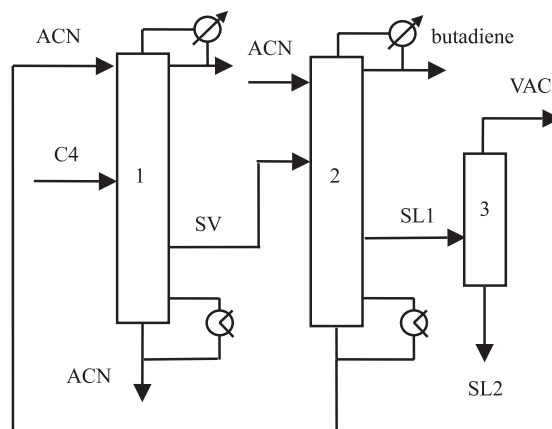 ACN
ACN
butadiene
VAC
C4
1
2
3
SV
SL1
ACN
SL2